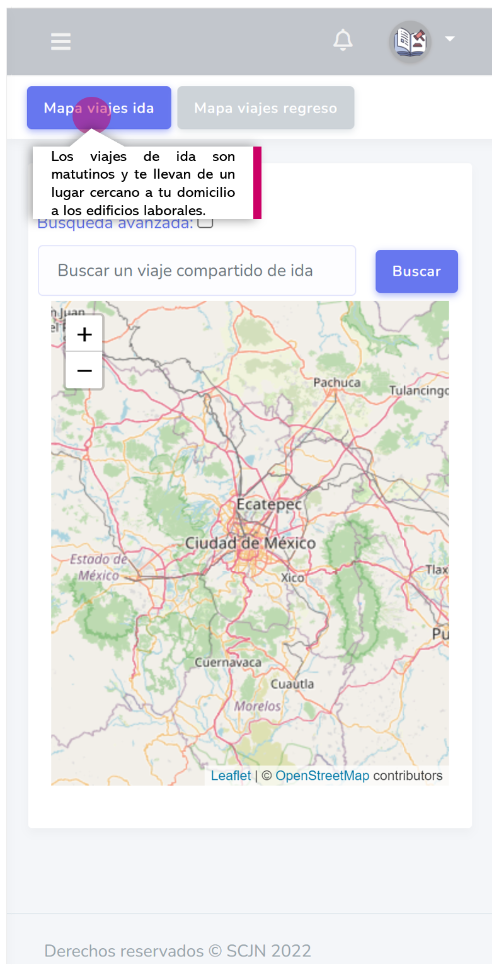 Mapa viajes ida
Mapa viajes regreso
Los viajes de ida son
matutinos y te llevan de un
lugar cercano a tu domicilio
a los edificios laborales.
Búsqueda avanzada:
Buscar un viaje compartido de ida
Buscar
n Juan
el
+
−
Pachuca
Tulancingo
Ecatepec
Ciudad de México
Estado de
México
Xico
Tlax
Pu
Cuernavaca
Cuautla
Morelos
Leaflet | © OpenStreetMap contributors
Derechos reservados © SCJN 2022